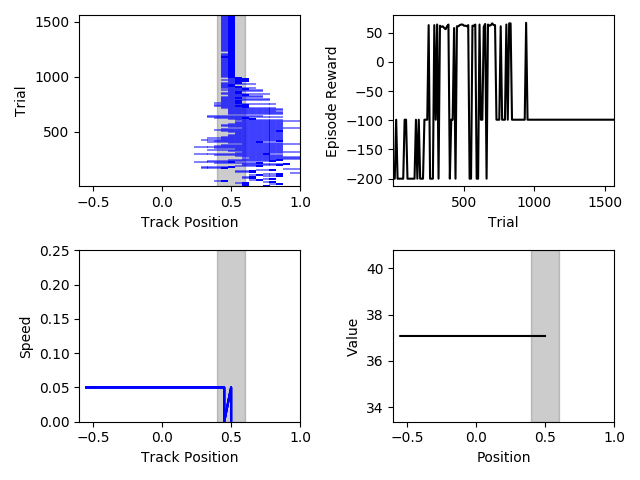 1500
1000
500
Trial
−0.5 0.0 0.5 1.0
Track Position
50
0
−50
−100
−150
−200
Episode Reward
500 1000 1500
Trial
0.25
0.20
0.15
0.10
0.05
0.00
Speed
−0.5 0.0 0.5 1.0
Track Position
40
38
36
34
Value
−0.5 0.0 0.5 1.0
Position